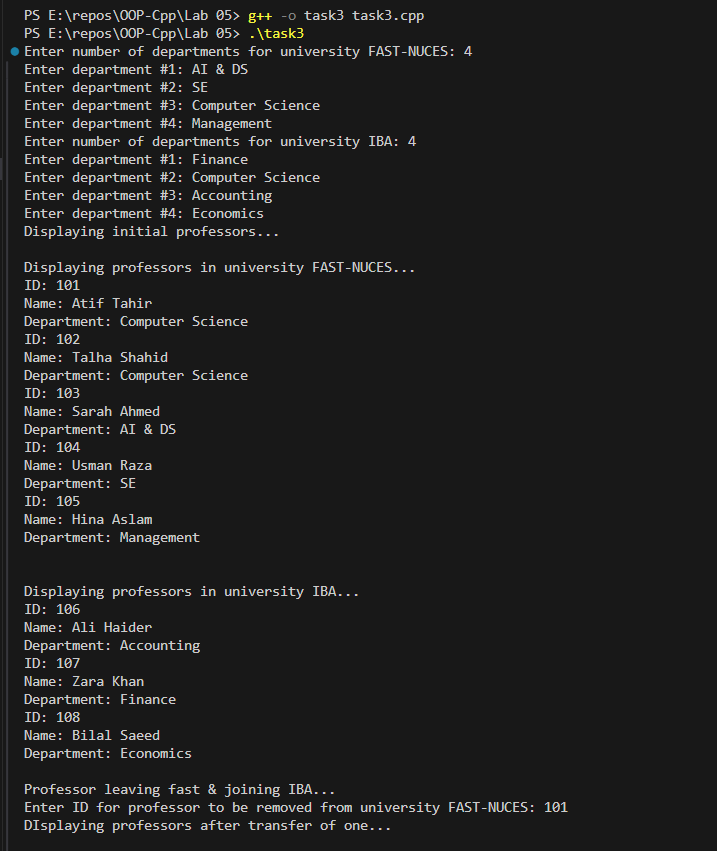 PS E:\repos\OOP-Cpp\Lab 05> g++ -o task3 task3.cpp
PS E:\repos\OOP-Cpp\Lab 05> .\task3
Enter number of departments for university FAST-NUCES: 4
Enter department #1: AI & DS
Enter department #2: SE
Enter department #3: Computer Science
Enter department #4: Management
Enter number of departments for university IBA: 4
Enter department #1: Finance
Enter department #2: Computer Science
Enter department #3: Accounting
Enter department #4: Economics
Displaying initial professors...
Displaying professors in university FAST-NUCES...
ID: 101
Name: Atif Tahir
Department: Computer Science
ID: 102
Name: Talha Shahid
Department: Computer Science
ID: 103
Name: Sarah Ahmed
Department: AI & DS
ID: 104
Name: Usman Raza
Department: SE
ID: 105
Name: Hina Aslam
Department: Management
Displaying professors in university IBA...
ID: 106
Name: Ali Haider
Department: Accounting
ID: 107
Name: Zara Khan
Department: Finance
ID: 108
Name: Bilal Saeed
Department: Economics
Professor leaving fast & joining IBA...
Enter ID for professor to be removed from university FAST-NUCES: 101
DIsplaying professors after transfer of one...